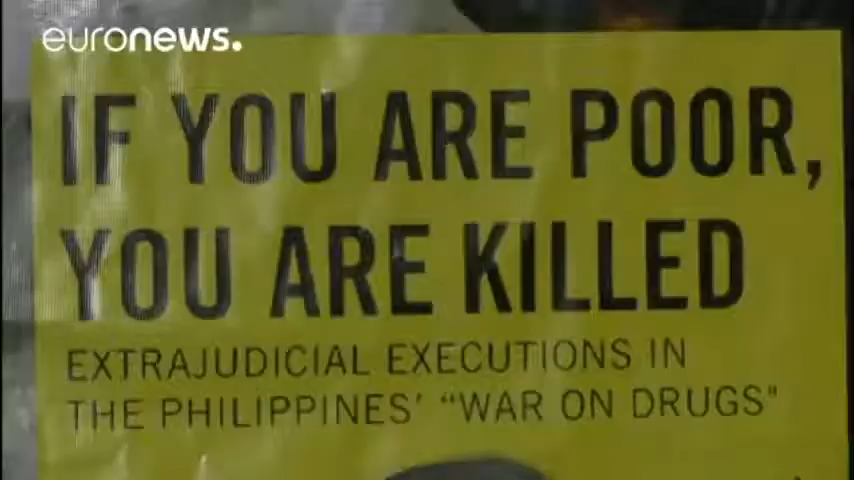 euronews.
IF YOU ARE POOR,
YOU ARE KILLED
EXTRAJUDICIAL EXECUTIONS IN
THE PHILIPPINES' “WAR ON DRUGS"